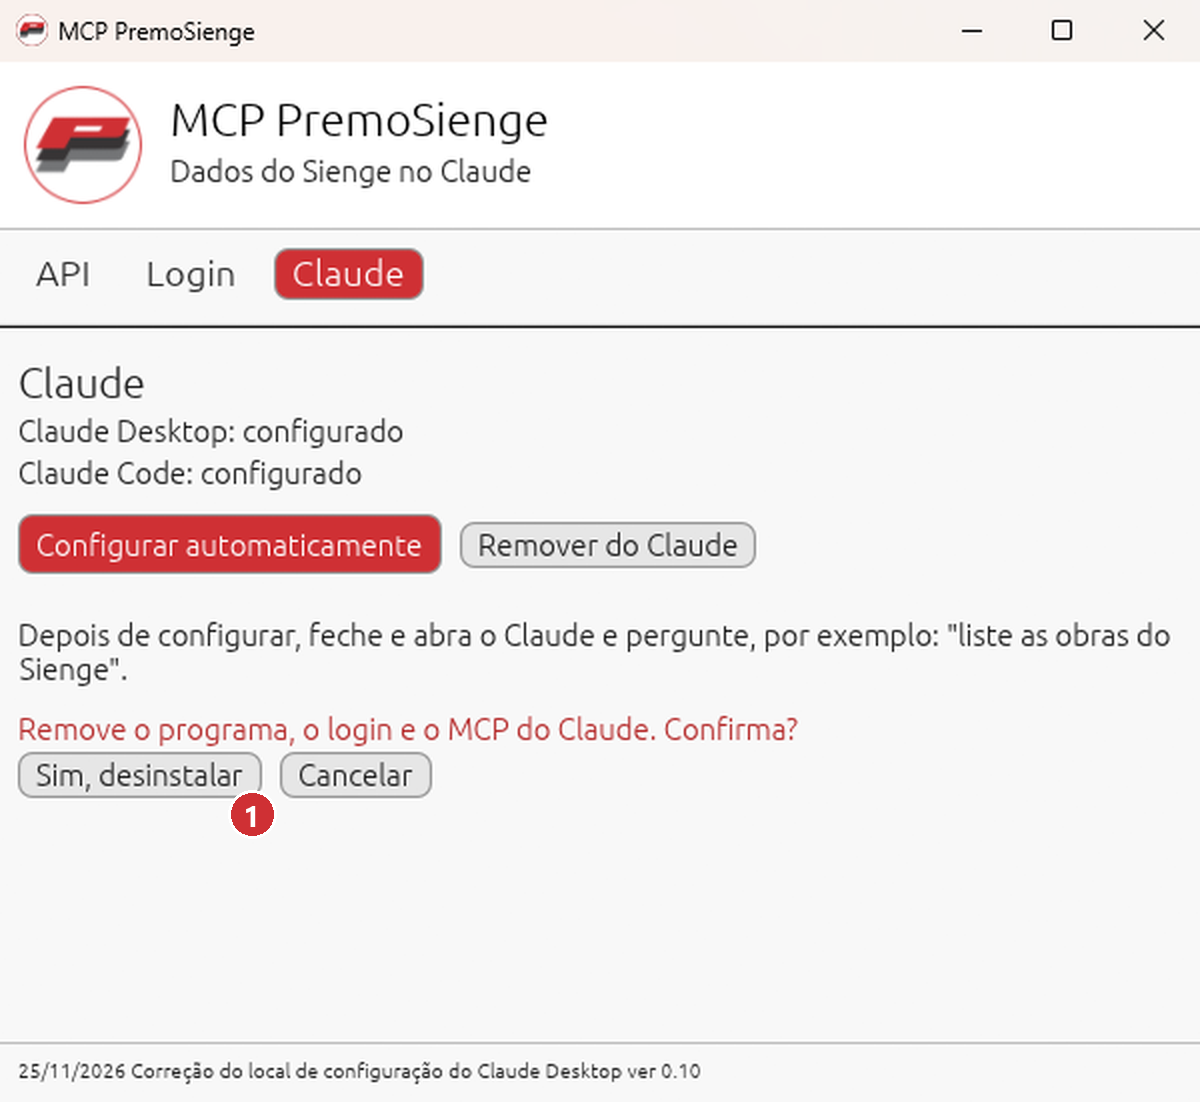 MCP PremoSienge
MCP PremoSienge
Dados do Sienge no Claude
API Login Claude
Claude
Claude Desktop: configurado
Claude Code: configurado
Configurar automaticamente Remover do Claude
Depois de configurar, feche e abra o Claude e pergunte, por exemplo: "liste as obras do
Sienge".
Remove o programa, o login e o MCP do Claude. Confirma?
Sim, desinstalar Cancelar
1
25/11/2026 Correção do local de configuração do Claude Desktop ver 0.10